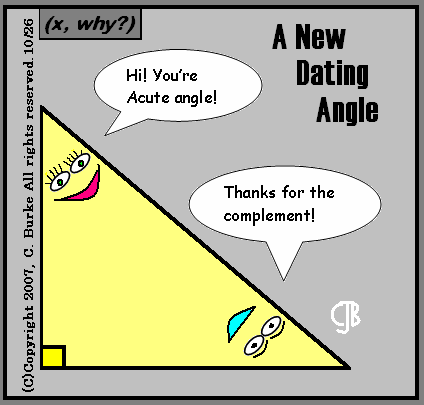 (x, why?)
A New
Dating
Angle
Hi! You're
Acute angle!
Thanks for the
complement!
CJB
(C)Copyright 2007, C. Burke All rights reserved. 10/26